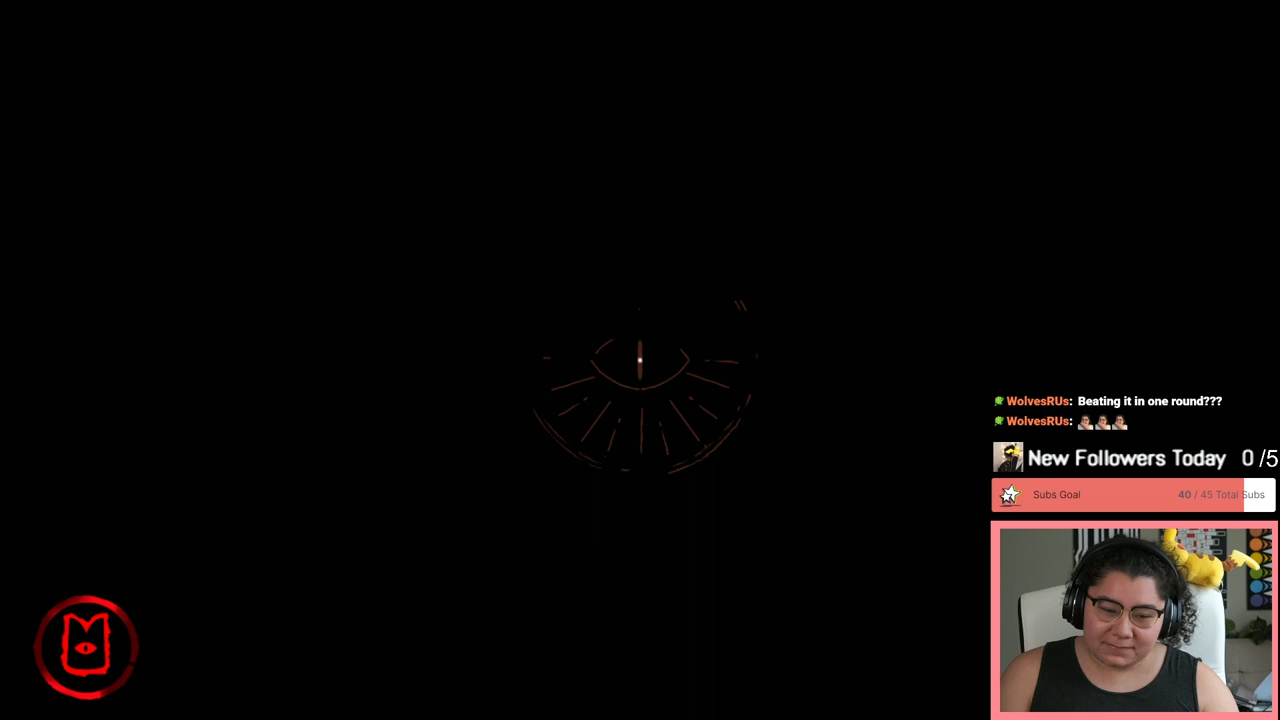 WolvesRUs: Beating it in one round???
WolvesRUs:
New Followers Today 0 /5
Subs Goal 40 / 45 Total Subs